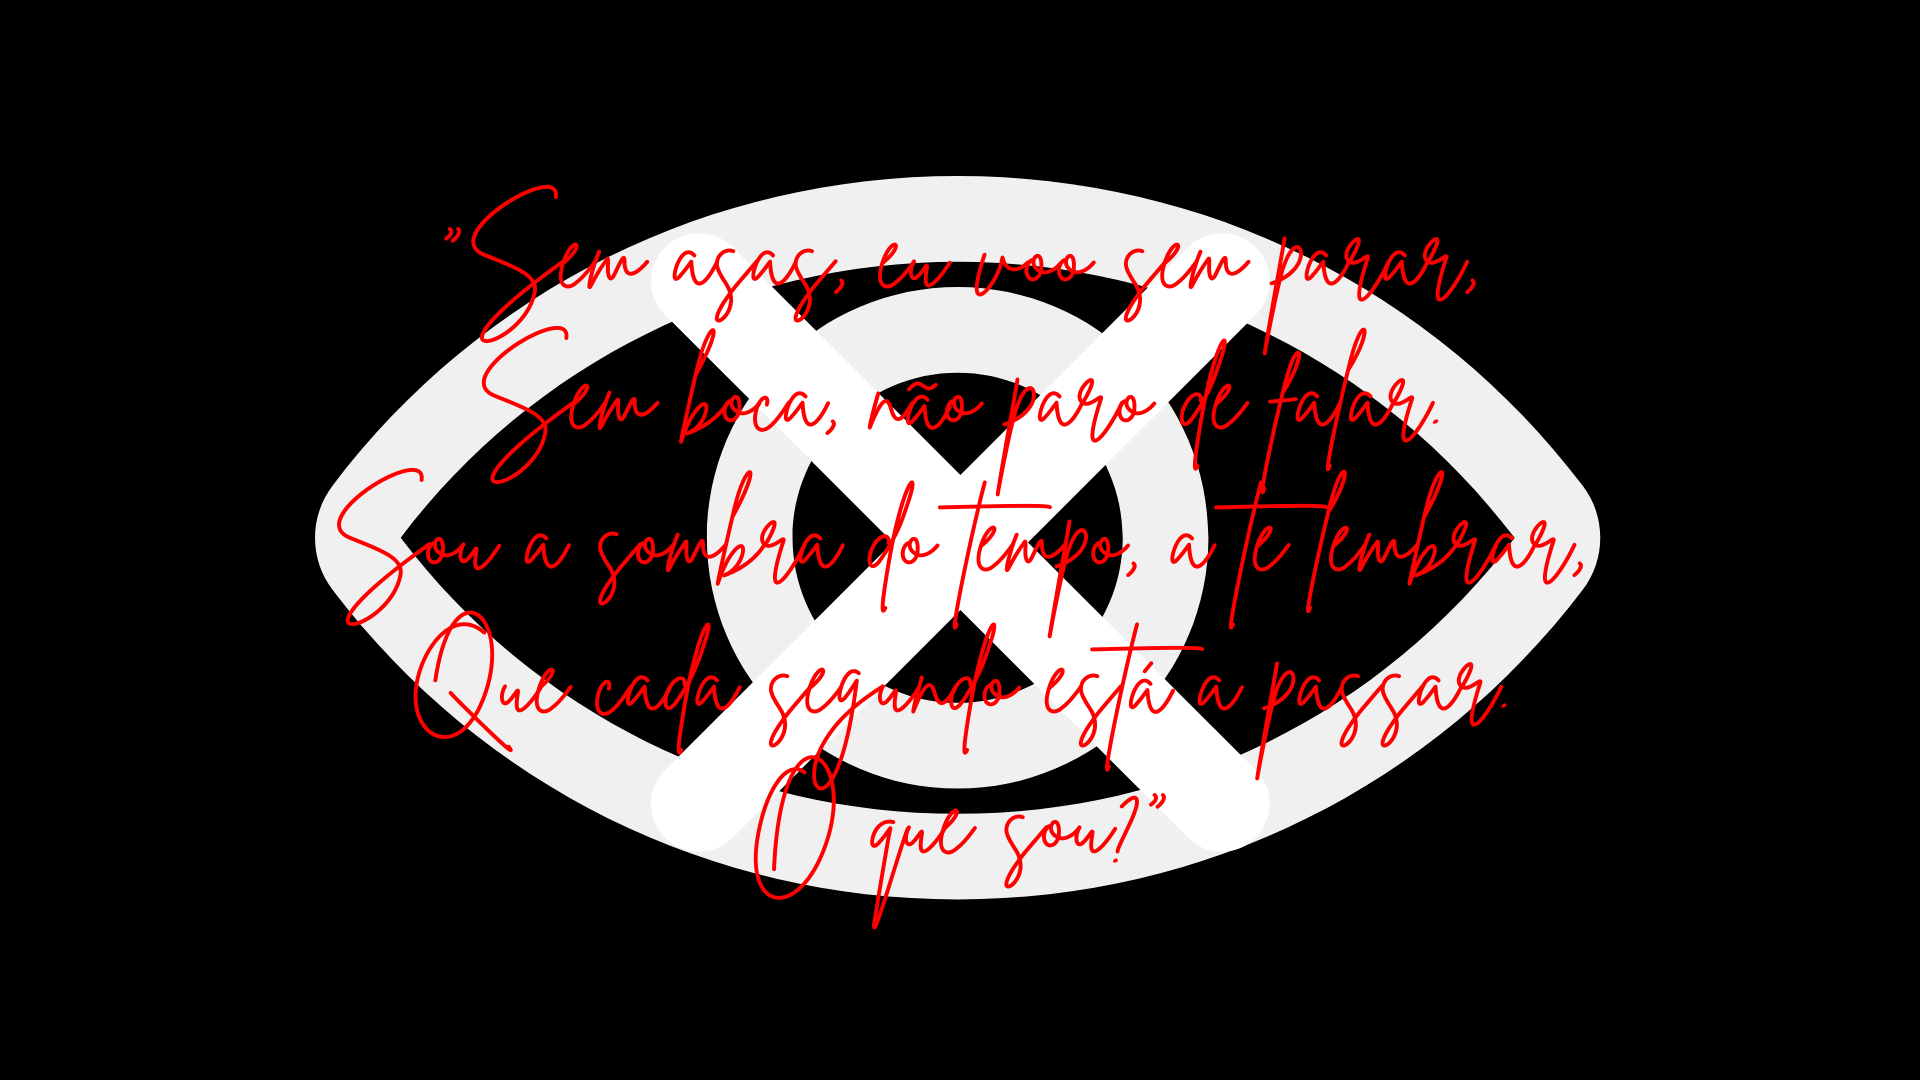 "Sem asas, eu voo sem parar,
Sem boca, não paro de falar.
Sou a sombra do tempo, a te lembrar,
Que cada segundo está a passar.
O que sou?"